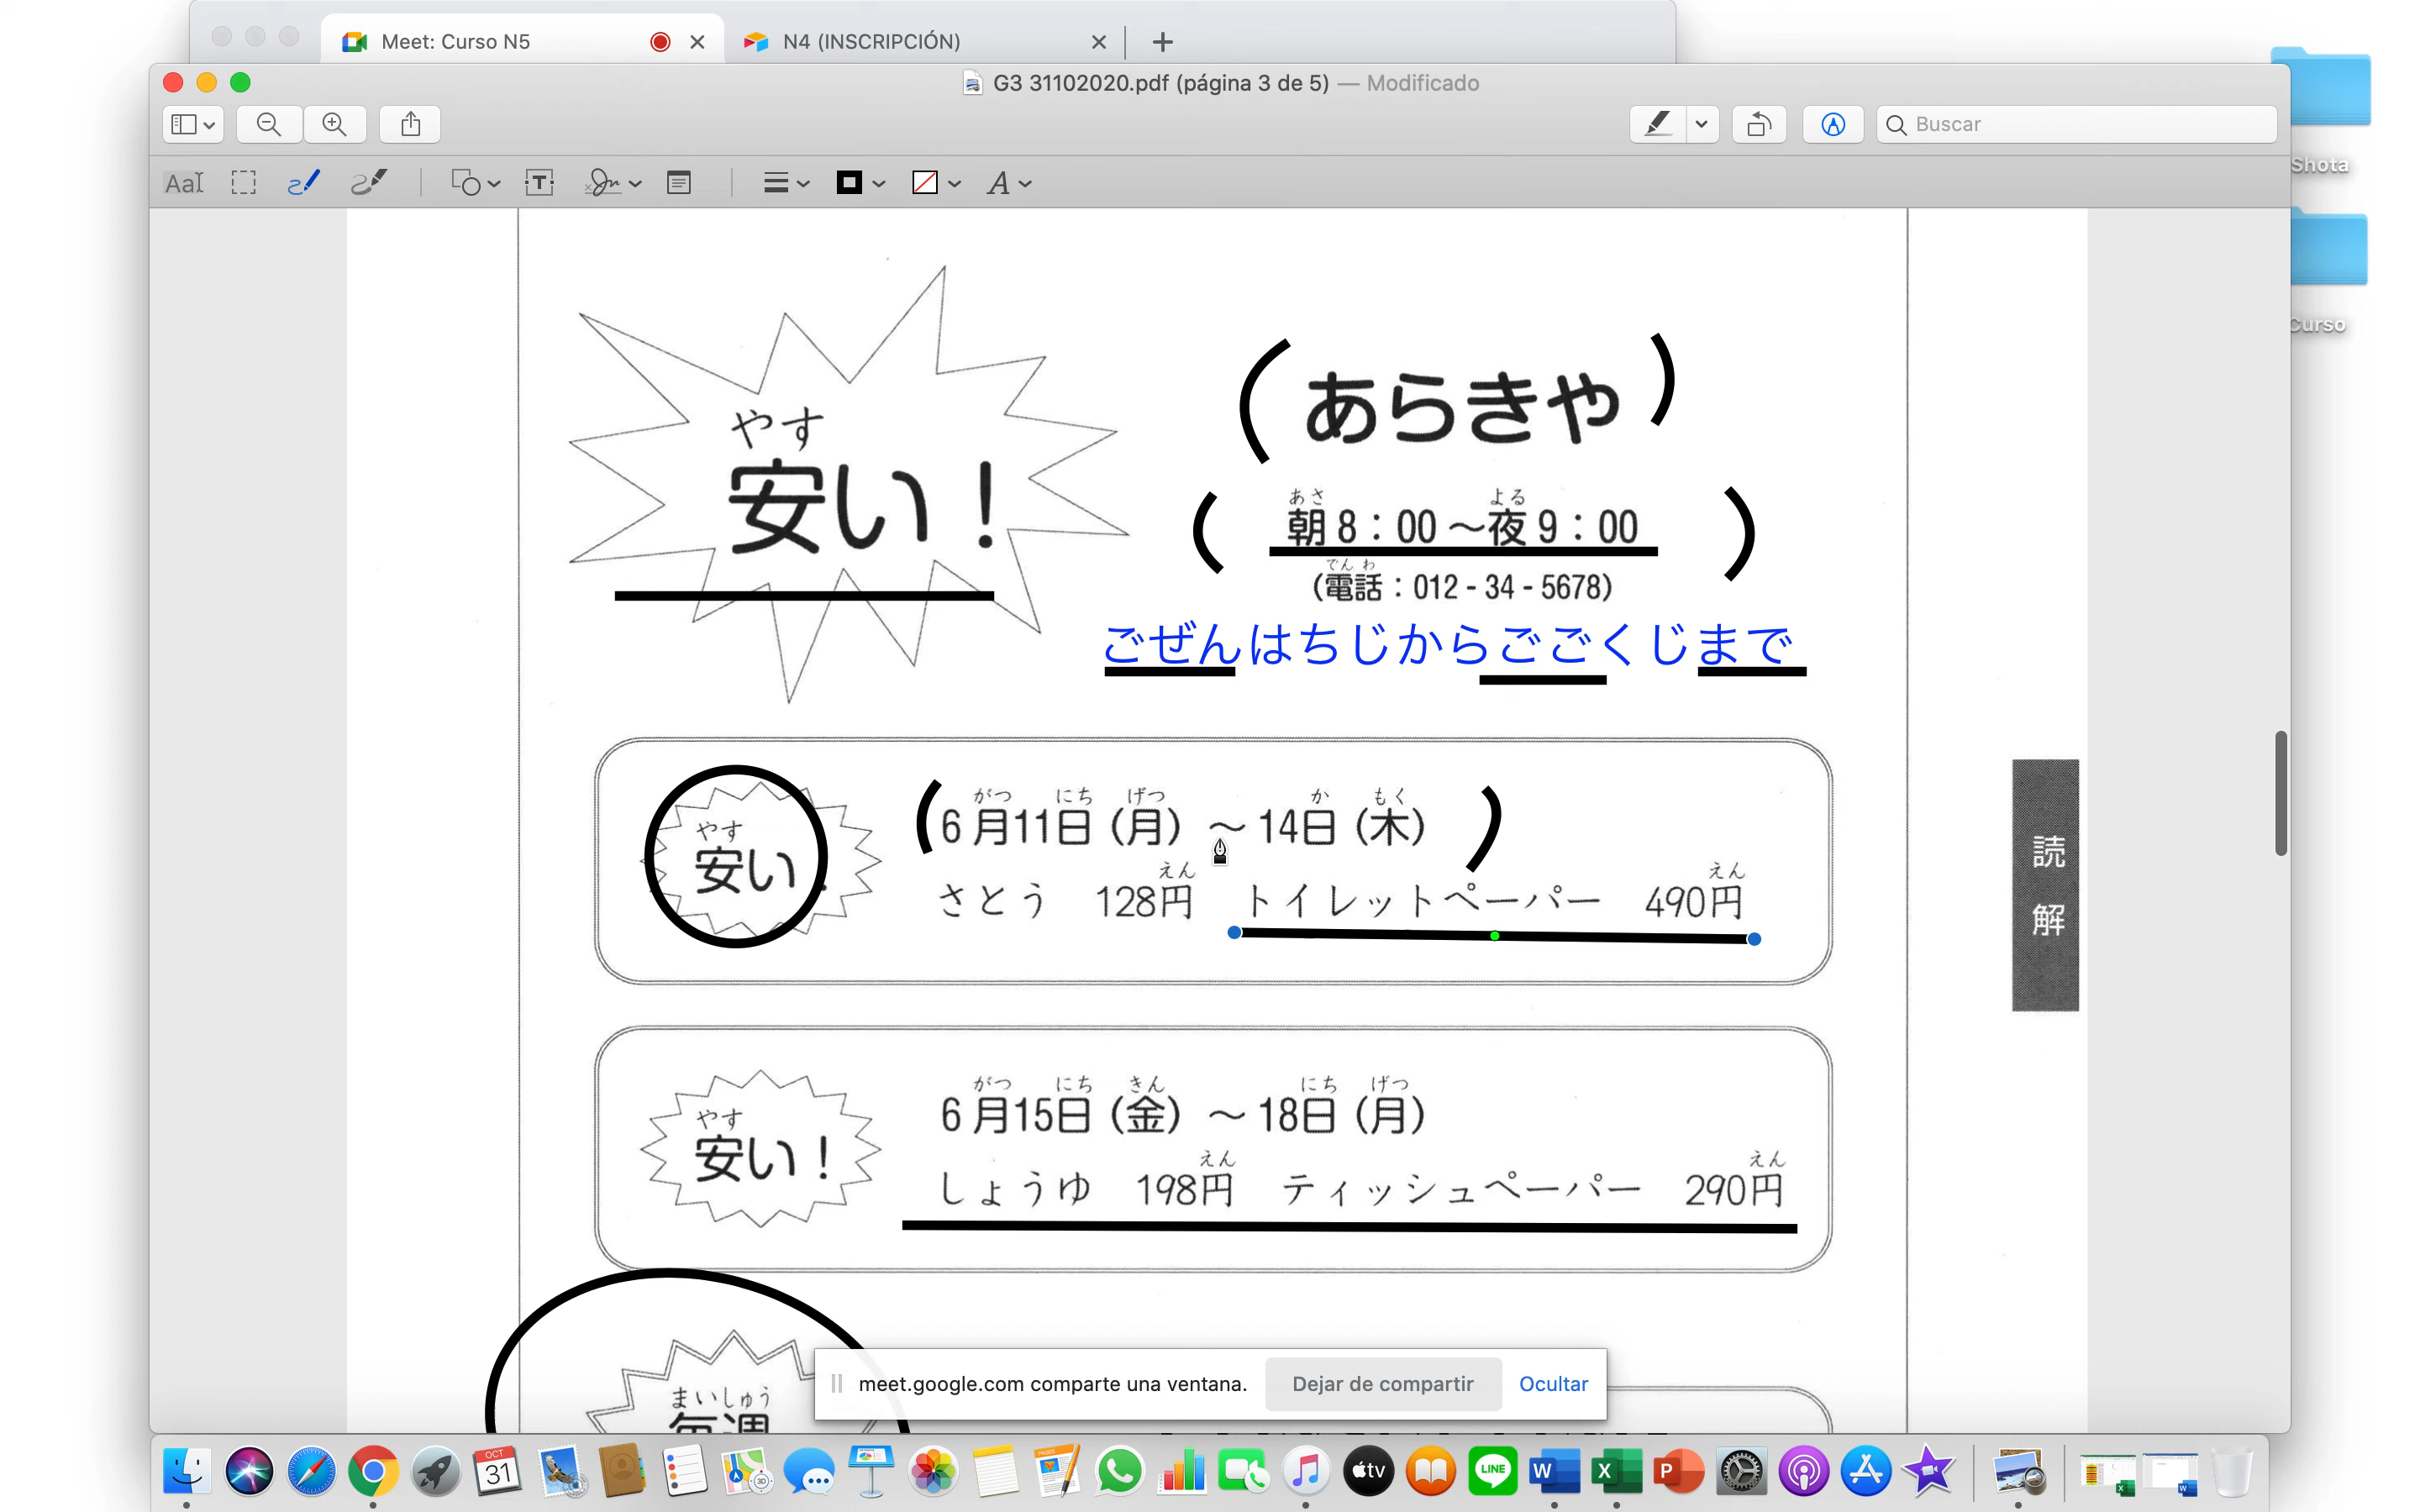 Meet: Curso N5
N4 (INSCRIPCIÓN)
G3 31102020.pdf (página 3 de 5) — Modificado
Buscar
Shota
Curso
やす
安い！
(あらきや)
あさ よる
(朝8：00～夜9：00)
でんわ
(電話：012-34-5678)
ごぜんはちじからごごくじまで
がつ にち げつ か もく
(6月11日(月)～14日(木))
やす
安い
えん えん
さとう 128円 トイレットペーパー 490円
読解
がつ にち きん にち げつ
6月15日(金)～18日(月)
やす
安い！
えん えん
しょうゆ 198円 ティッシュペーパー 290円
まいしゅう
毎週
meet.google.com comparte una ventana.
Dejar de compartir
Ocultar
OCT
31
PAGES
3D
tv
LINE
W
X
P
X
W